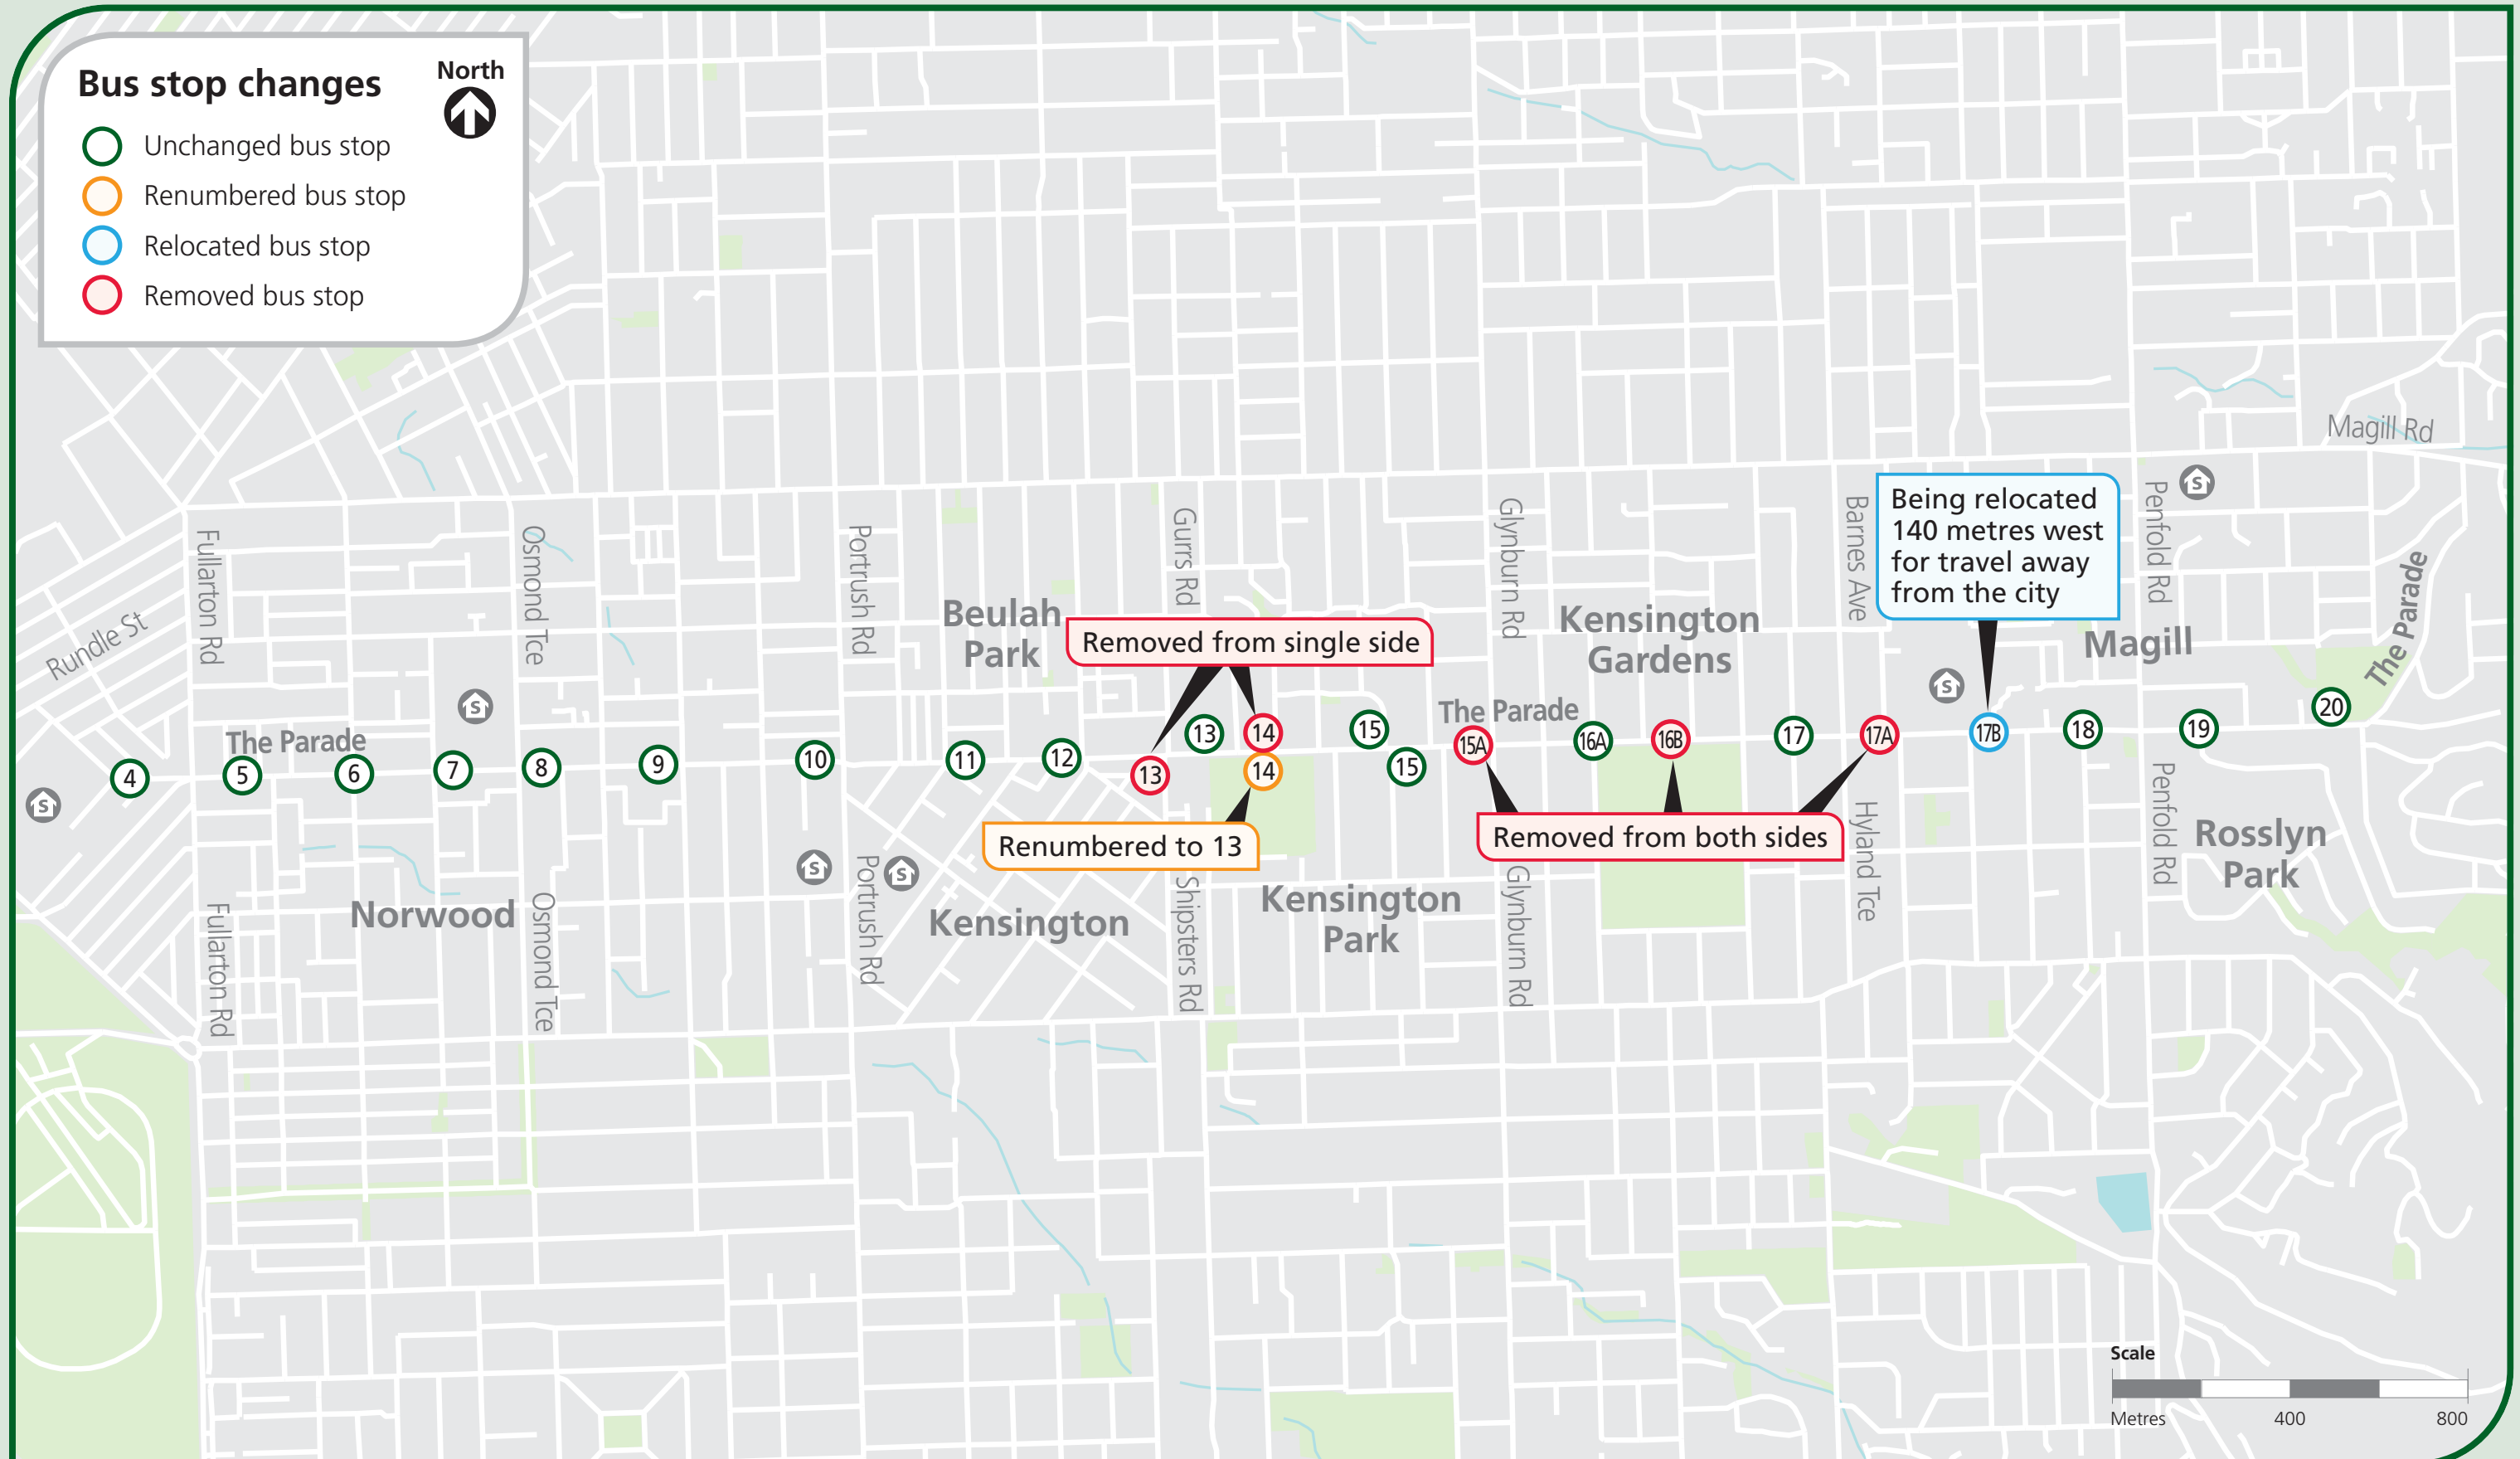 Bus stop changes
North
Unchanged bus stop
Renumbered bus stop
Relocated bus stop
Removed bus stop
Magill Rd
Being relocated
140 metres west
for travel away
from the city
Rundle St
Fullarton Rd
Osmond Tce
Portrush Rd
Gurrs Rd
Glynburn Rd
Barnes Ave
Penfold Rd
The Parade
Beulah
Park
Removed from single side
Kensington
Gardens
Magill
The Parade
The Parade
4
5
6
7
8
9
10
11
12
13
13
14
14
15
15
15A
16A
16B
17
17A
17B
18
19
20
S
S
S
S
S
S
Renumbered to 13
Removed from both sides
Norwood
Kensington
Kensington
Park
Rosslyn
Park
Fullarton Rd
Osmond Tce
Portrush Rd
Shipsters Rd
Glynburn Rd
Hyland Tce
Penfold Rd
Scale
Metres 400 800